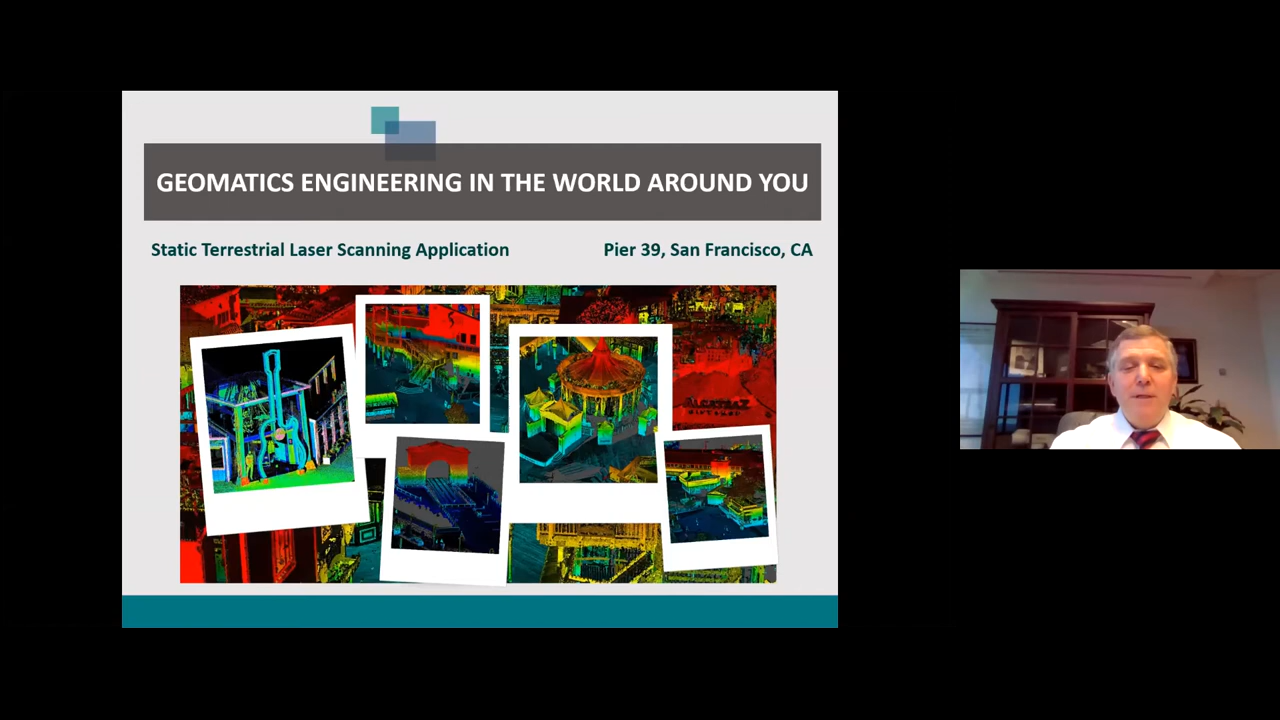 GEOMATICS ENGINEERING IN THE WORLD AROUND YOU
Static Terrestrial Laser Scanning Application
Pier 39, San Francisco, CA
ALCATRAZ